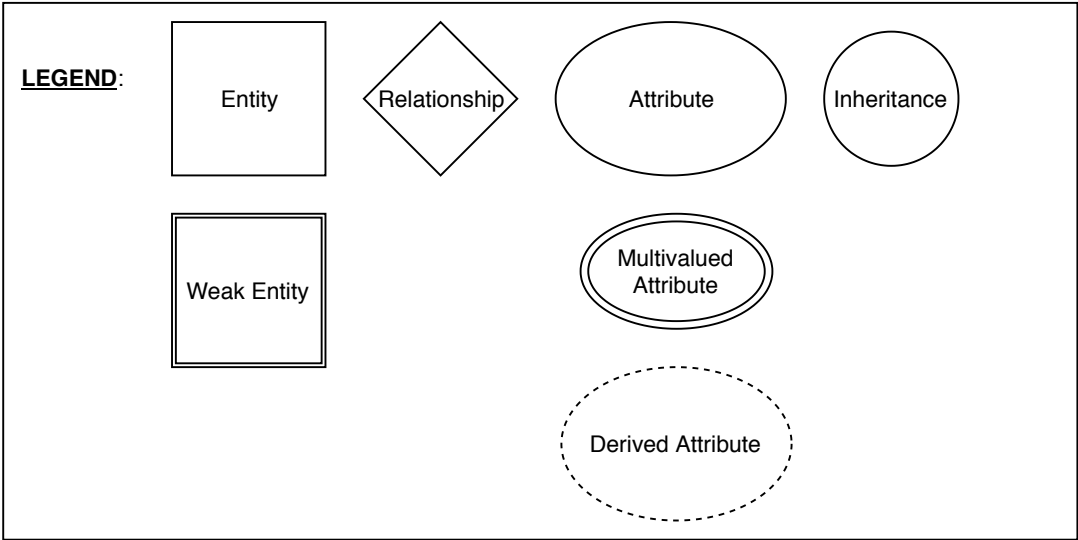 LEGEND:
Entity
Relationship
Attribute
Inheritance
Weak Entity
Multivalued
Attribute
Derived Attribute